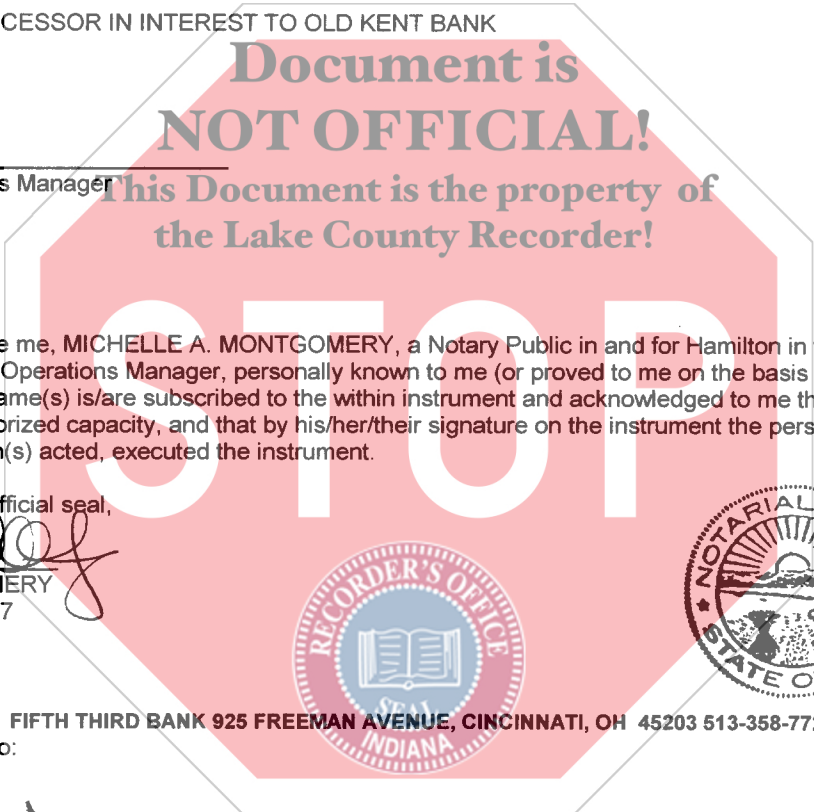 CESSOR IN INTEREST TO OLD KENT BANK
Document is
NOT OFFICIAL!
s Manager
This Document is the property of
the Lake County Recorder!
STOP
e me, MICHELLE A. MONTGOMERY, a Notary Public in and for Hamilton in
Operations Manager, personally known to me (or proved to me on the basis
ame(s) is/are subscribed to the within instrument and acknowledged to me th
orized capacity, and that by his/her/their signature on the instrument the pers
n(s) acted, executed the instrument.
fficial seal,
NOTARIAL
STATE O
MERY
7
RECORDER'S OFFICE
SEAL
INDIANA
FIFTH THIRD BANK 925 FREEMAN AVENUE, CINCINNATI, OH 45203 513-358-77
o: